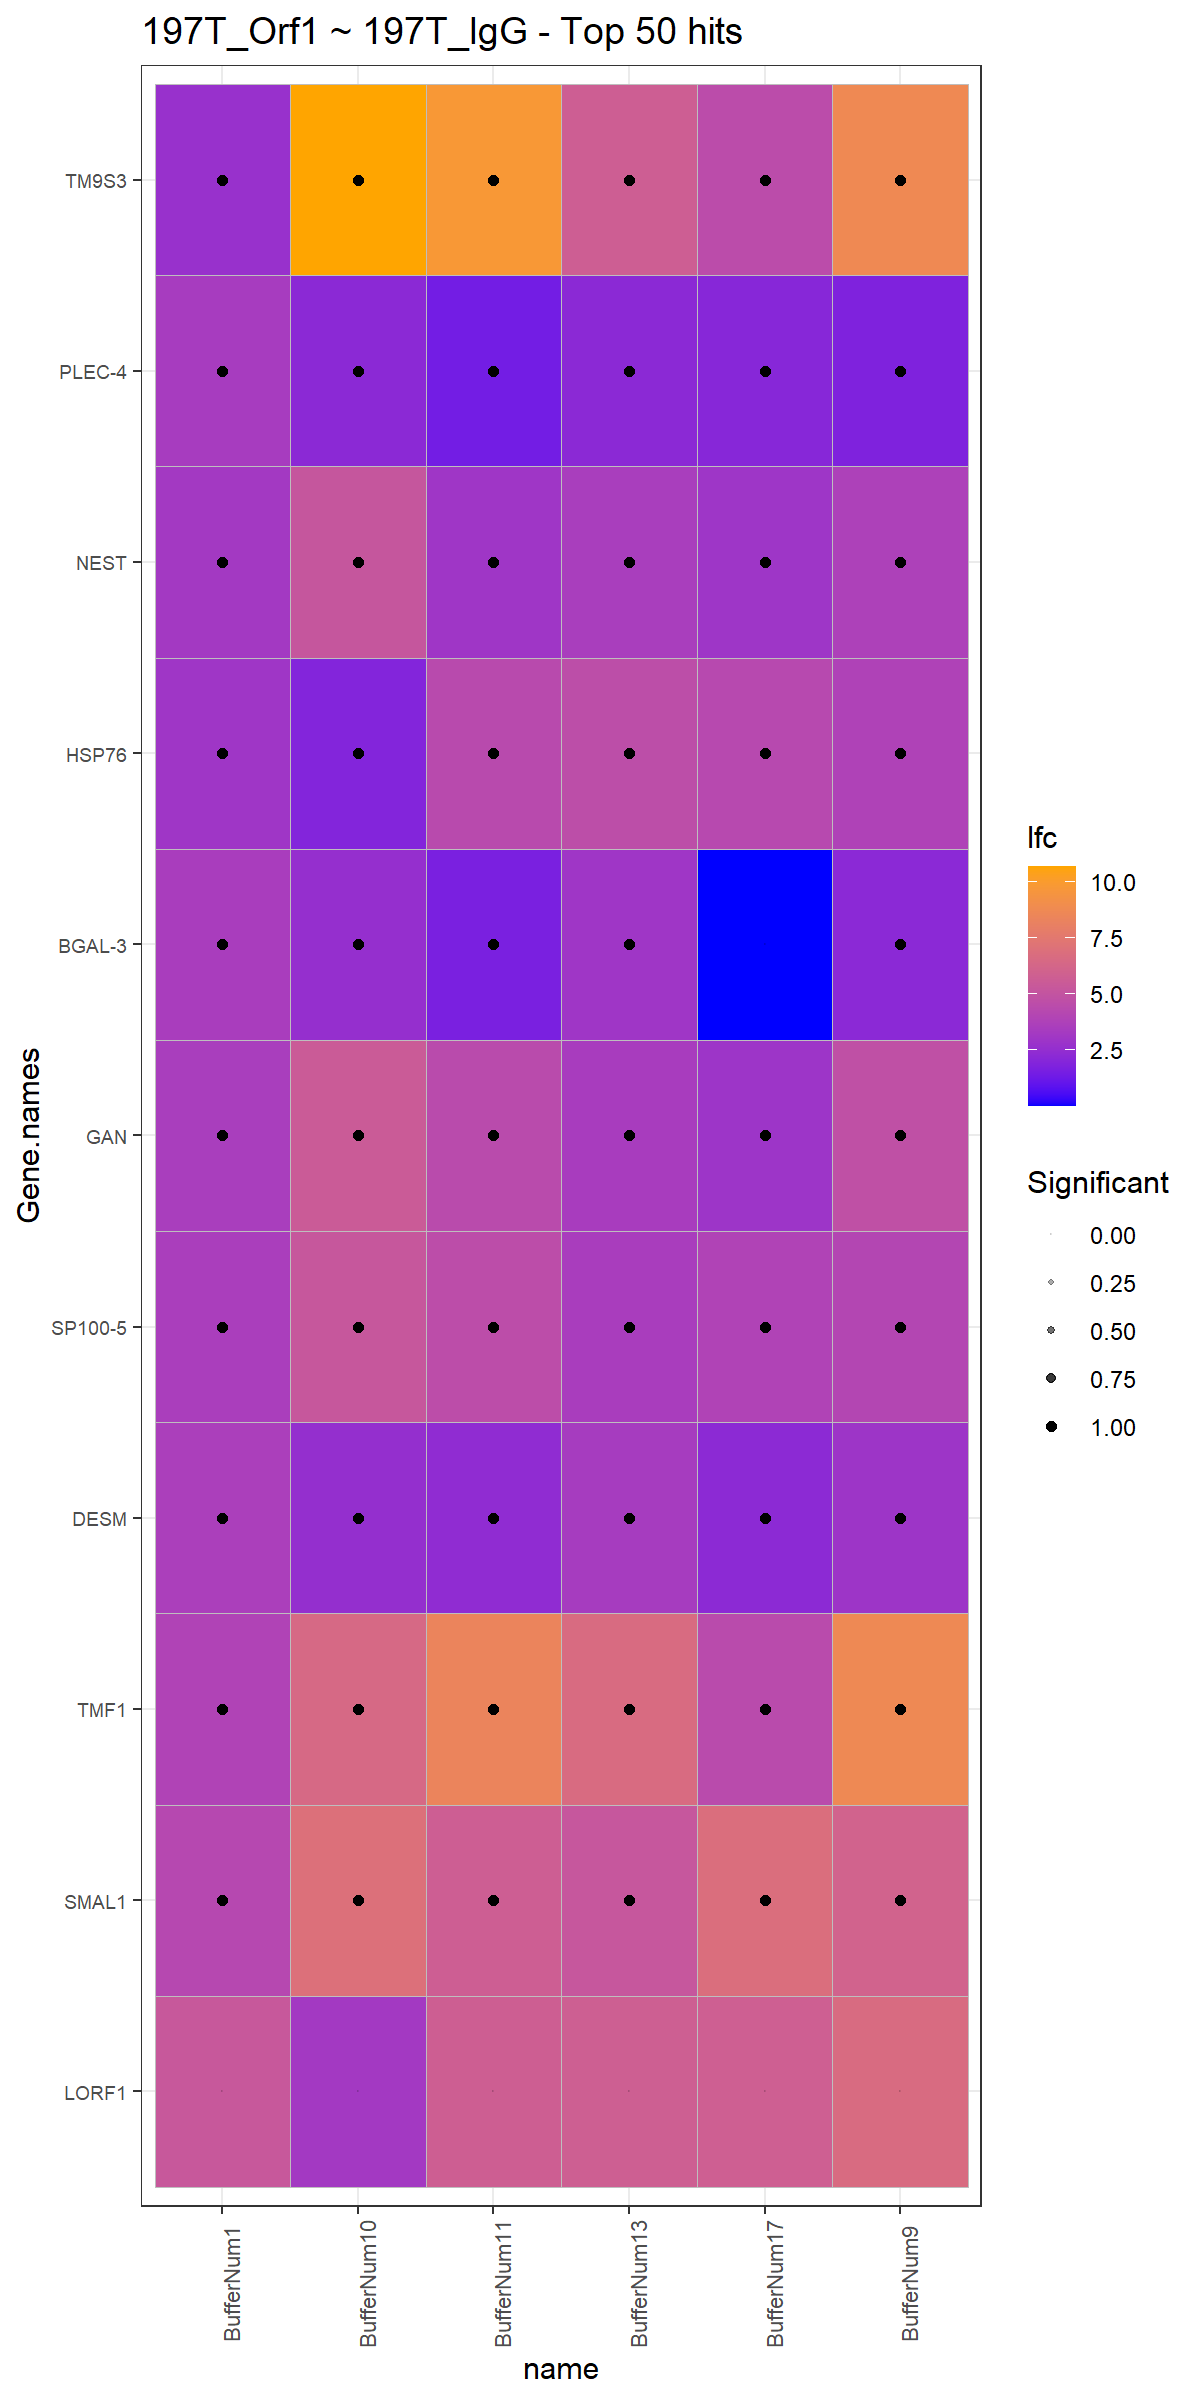 197T_Orf1 ~ 197T_IgG - Top 50 hits
TM9S3
PLEC-4
NEST
HSP76
BGAL-3
GAN
SP100-5
DESM
TMF1
SMAL1
LORF1
Gene.names
BufferNum1
BufferNum10
BufferNum11
BufferNum13
BufferNum17
BufferNum9
name
lfc
10.0
7.5
5.0
2.5
Significant
0.00
0.25
0.50
0.75
1.00